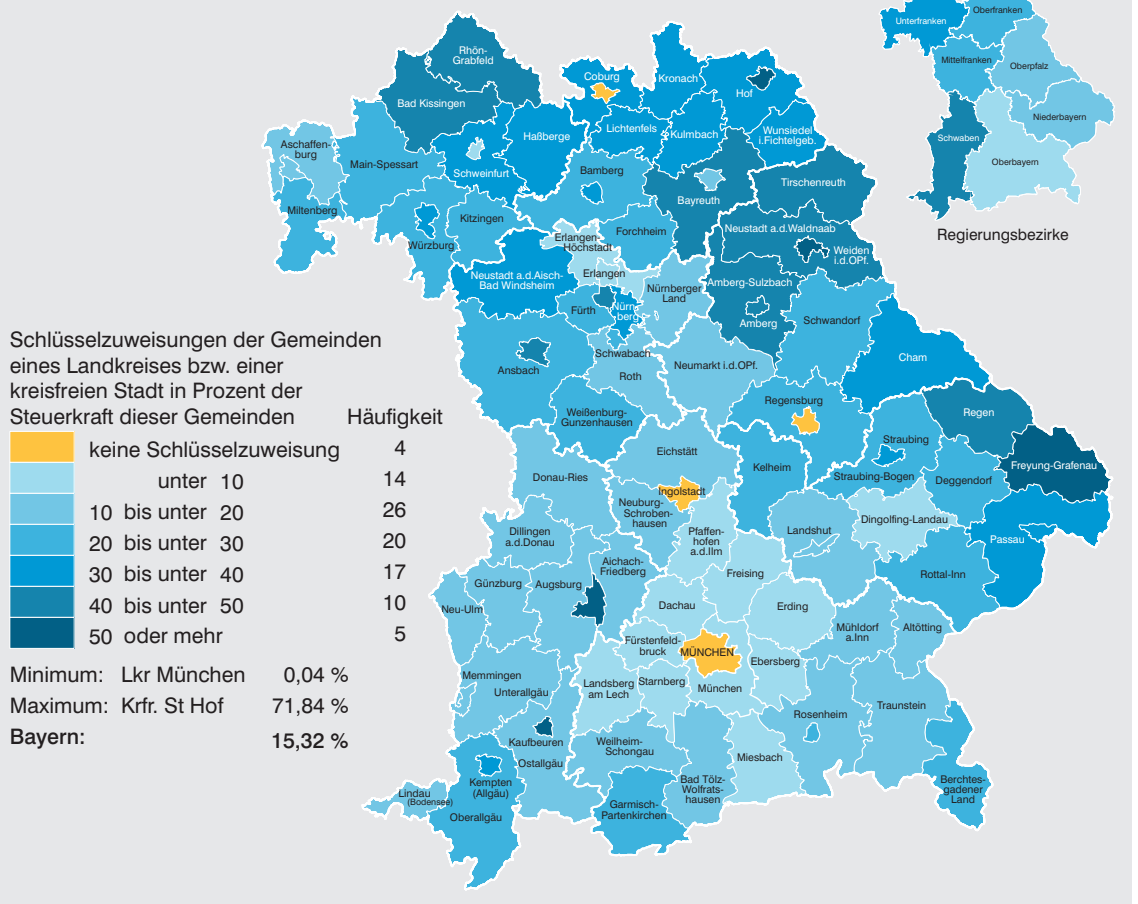 Oberfranken
Unterfranken
Mittelfranken
Oberpfalz
Niederbayern
Schwaben
Oberbayern
Regierungsbezirke
Rhön-
Grabfeld
Coburg
Kronach
Hof
Bad Kissingen
Lichtenfels
Kulmbach
Wunsiedel
i.Fichtelgeb.
Haßberge
Aschaffen-
burg
Main-Spessart
Schweinfurt
Bamberg
Tirschenreuth
Bayreuth
Miltenberg
Kitzingen
Würzburg
Forchheim
Erlangen-
Höchstadt
Neustadt a.d.Waldnaab
Weiden
i.d.OPf.
Neustadt a.d.Aisch-
Bad Windsheim
Erlangen
Nürnberger
Land
Amberg-Sulzbach
Fürth
Nürn-
berg
Amberg
Schwandorf
Ansbach
Schwabach
Roth
Neumarkt i.d.OPf.
Cham
Weißenburg-
Gunzenhausen
Regensburg
Regen
Straubing
Eichstätt
Kelheim
Straubing-Bogen
Deggendorf
Freyung-Grafenau
Donau-Ries
Ingolstadt
Neuburg-
Schroben-
hausen
Dingolfing-Landau
Landshut
Passau
Dillingen
a.d.Donau
Pfaffen-
hofen
a.d.Ilm
Aichach-
Friedberg
Freising
Rottal-Inn
Günzburg
Augsburg
Neu-Ulm
Dachau
Erding
Mühldorf
a.Inn
Altötting
Fürstenfeld-
bruck
MÜNCHEN
Ebersberg
Memmingen
Unterallgäu
Landsberg
am Lech
Starnberg
München
Rosenheim
Traunstein
Kaufbeuren
Ostallgäu
Weilheim-
Schongau
Miesbach
Bad Tölz-
Wolfrats-
hausen
Lindau
(Bodensee)
Kempten
(Allgäu)
Oberallgäu
Garmisch-
Partenkirchen
Berchtes-
gadener
Land
Schlüsselzuweisungen der Gemeinden
eines Landkreises bzw. einer
kreisfreien Stadt in Prozent der
Steuerkraft dieser Gemeinden Häufigkeit
keine Schlüsselzuweisung 4
unter 10 14
10 bis unter 20 26
20 bis unter 30 20
30 bis unter 40 17
40 bis unter 50 10
50 oder mehr 5
Minimum: Lkr München 0,04 %
Maximum: Krfr. St Hof 71,84 %
Bayern: 15,32 %